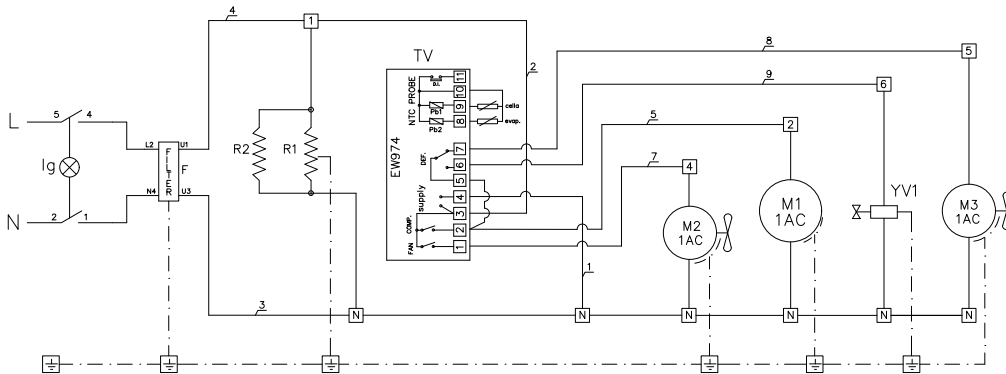 4
1
8
5
TV
2
9
6
NTC PROBE
D.I.
11
10
Pb1
9
cella
Pb2
8
evap.
5
2
L
5
4
L2
U1
R2
R1
EW974
DEF.
7
7
4
6
Ig
FILTER
F
5
supply
4
N
2
1
N4
U3
3
COMP.
2
FAN
1
M2
1AC
M1
1AC
YV1
M3
1AC
1
3
N
N
N
N
N
N